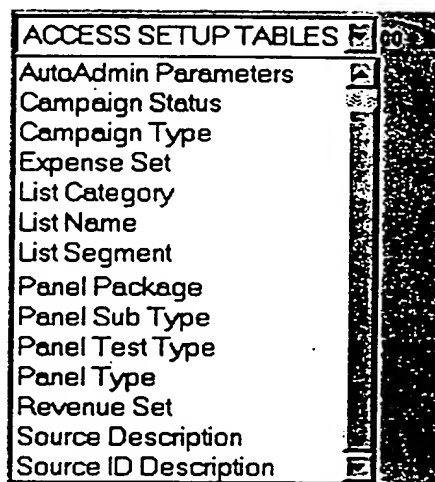 ACCESS SETUP TABLES
AutoAdmin Parameters
Campaign Status
Campaign Type
Expense Set
List Category
List Name
List Segment
Panel Package
Panel Sub Type
Panel Test Type
Panel Type
Revenue Set
Source Description
Source ID Description